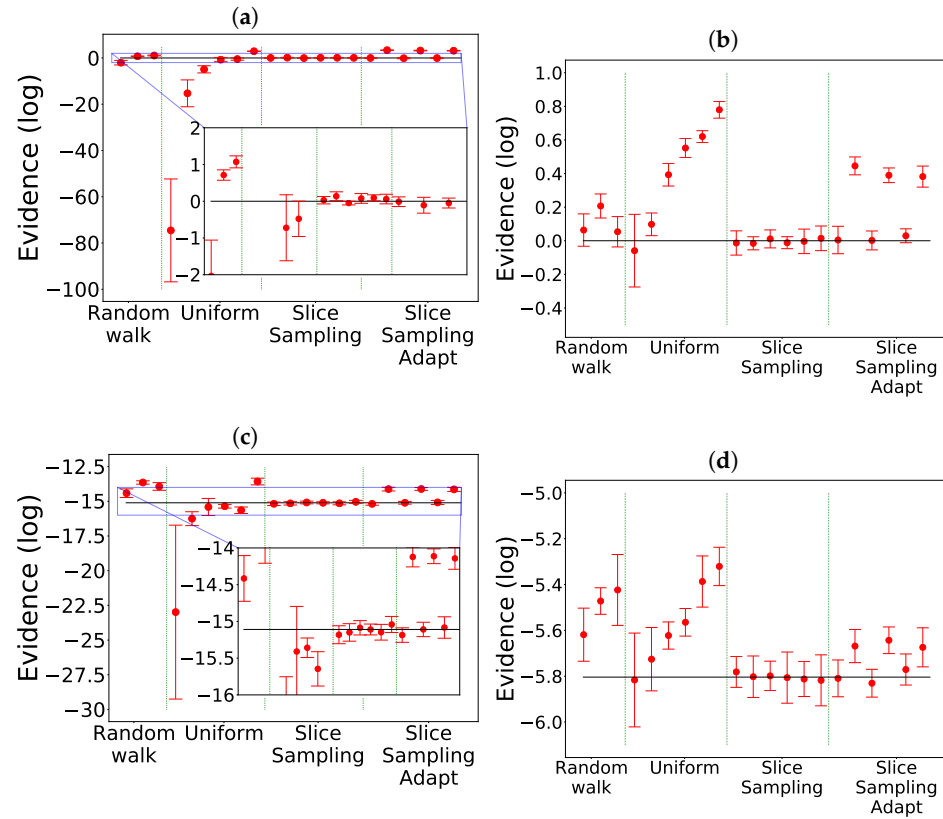 (a)
Evidence (log)
0
−20
−40
−60
−80
−100
2
1
0
−1
−2
Random
walk
Uniform
Slice
Sampling
Slice
Sampling
Adapt
(b)
Evidence (log)
1.0
0.8
0.6
0.4
0.2
0.0
−0.2
−0.4
Random
walk
Uniform
Slice
Sampling
Slice
Sampling
Adapt
(c)
Evidence (log)
−12.5
−15.0
−17.5
−20.0
−22.5
−25.0
−27.5
−30.0
−14
−14.5
−15
−15.5
−16
Random
walk
Uniform
Slice
Sampling
Slice
Sampling
Adapt
(d)
Evidence (log)
−5.0
−5.2
−5.4
−5.6
−5.8
−6.0
Random
walk
Uniform
Slice
Sampling
Slice
Sampling
Adapt